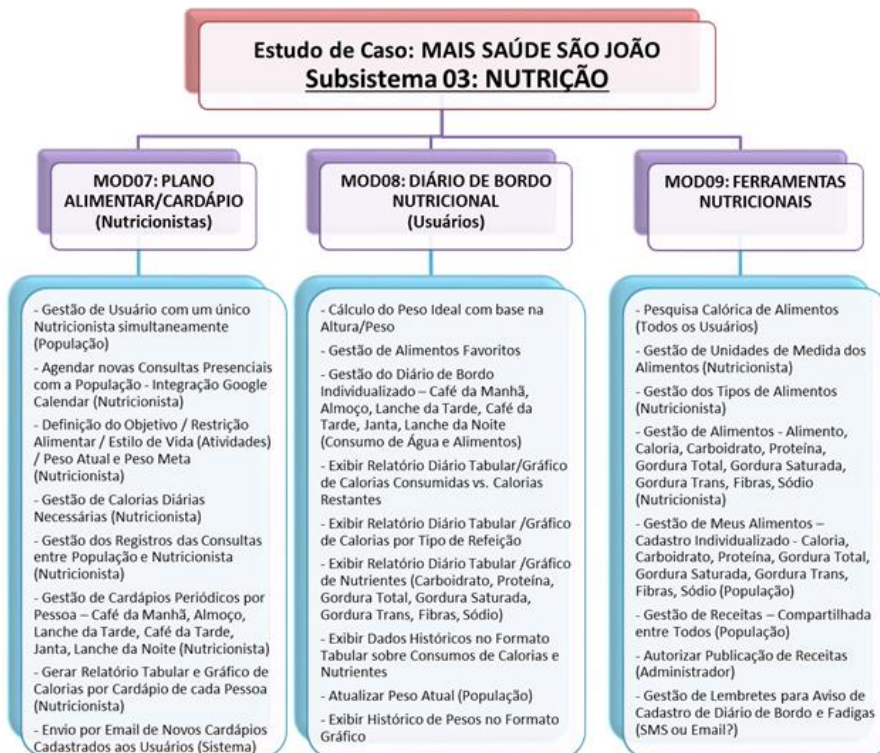 Estudo de Caso: MAIS SAÚDE SÃO JOÃO
Subsistema 03: NUTRIÇÃO
MOD07: PLANO
ALIMENTAR/CARDÁPIO
(Nutricionistas)
- Gestão de Usuário com um único
Nutricionista simultaneamente
(População)
- Agendar novas Consultas Presenciais
com a População - Integração Google
Calendar (Nutricionista)
- Definição do Objetivo / Restrição
Alimentar / Estilo de Vida (Atividades)
/ Peso Atual e Peso Meta
(Nutricionista)
- Gestão de Calorias Diárias
Necessárias (Nutricionista)
- Gestão dos Registros das Consultas
entre População e Nutricionista
(Nutricionista)
- Gestão de Cardápios Periódicos por
Pessoa – Café da Manhã, Almoço,
Lanche da Tarde, Café da Tarde,
Janta, Lanche da Noite (Nutricionista)
- Gerar Relatório Tabular e Gráfico de
Calorias por Cardápio de cada Pessoa
(Nutricionista)
- Envio por Email de Novos Cardápios
Cadastrados aos Usuários (Sistema)
MOD08: DIÁRIO DE BORDO
NUTRICIONAL
(Usuários)
- Cálculo do Peso Ideal com base na
Altura/Peso
- Gestão de Alimentos Favoritos
- Gestão do Diário de Bordo
Individualizado – Café da Manhã,
Almoço, Lanche da Tarde, Café da
Tarde, Janta, Lanche da Noite
(Consumo de Água e Alimentos)
- Exibir Relatório Diário Tabular/Gráfico
de Calorias Consumidas vs. Calorias
Restantes
- Exibir Relatório Diário Tabular /Gráfico
de Calorias por Tipo de Refeição
- Exibir Relatório Diário Tabular /Gráfico
de Nutrientes (Carboidrato, Proteína,
Gordura Total, Gordura Saturada,
Gordura Trans, Fibras, Sódio)
- Exibir Dados Históricos no Formato
Tabular sobre Consumos de Calorias e
Nutrientes
- Atualizar Peso Atual (População)
- Exibir Histórico de Pesos no Formato
Gráfico
MOD09: FERRAMENTAS
NUTRICIONAIS
- Pesquisa Calórica de Alimentos
(Todos os Usuários)
- Gestão de Unidades de Medida dos
Alimentos (Nutricionista)
- Gestão dos Tipos de Alimentos
(Nutricionista)
- Gestão de Alimentos - Alimento,
Caloria, Carboidrato, Proteína,
Gordura Total, Gordura Saturada,
Gordura Trans, Fibras, Sódio
(Nutricionista)
- Gestão de Meus Alimentos –
Cadastro Individualizado - Caloria,
Carboidrato, Proteína, Gordura Total,
Gordura Saturada, Gordura Trans,
Fibras, Sódio (População)
- Gestão de Receitas – Compartilhada
entre Todos (População)
- Autorizar Publicação de Receitas
(Administrador)
- Gestão de Lembretes para Aviso de
Cadastro de Diário de Bordo e Fadigas
(SMS ou Email?)